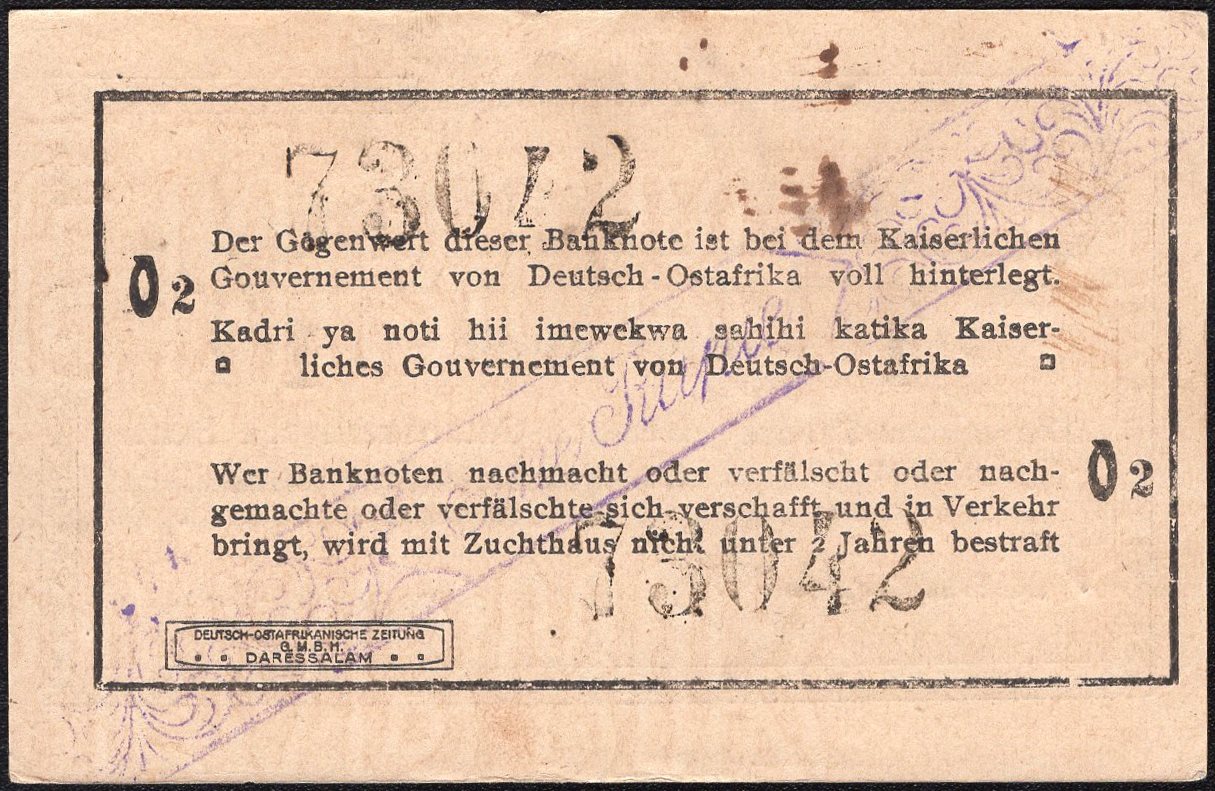 73042
Der Gegenwert dieser Banknote ist bei dem Kaiserlichen
O2 Gouvernement von Deutsch-Ostafrika voll hinterlegt.
Kadri ya noti hii imewekwa sahihi katika Kaiser-
liches Gouvernement von Deutsch-Ostafrika
Eine Rupie
Wer Banknoten nachmacht oder verfälscht oder nach-
O2
gemachte oder verfälschte sich verschafft und in Verkehr
bringt, wird mit Zuchthaus nicht unter 2 Jahren bestraft
73042
DEUTSCH-OSTAFRIKANISCHE ZEITUNG
G.M.B.H.
DARESSALAM